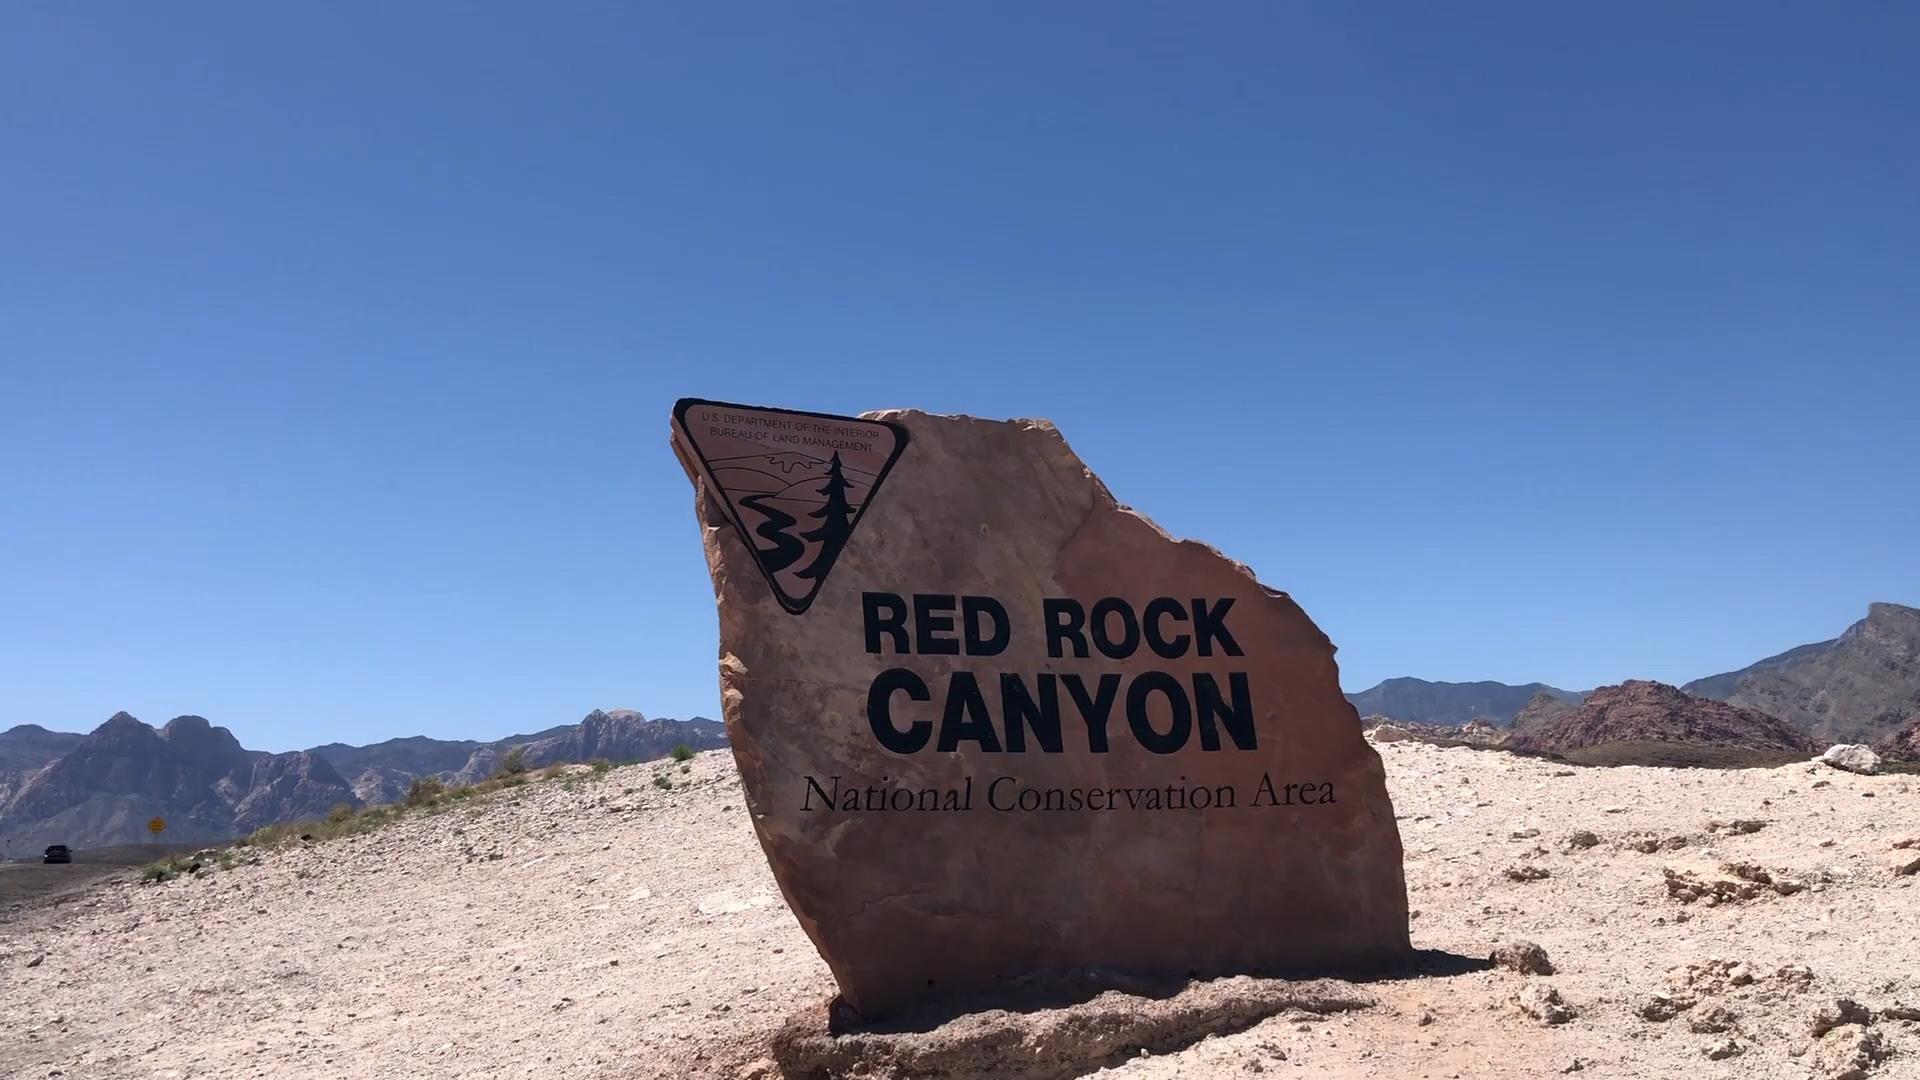 U.S. DEPARTMENT OF THE INTERIOR
BUREAU OF LAND MANAGEMENT
RED ROCK
CANYON
National Conservation Area